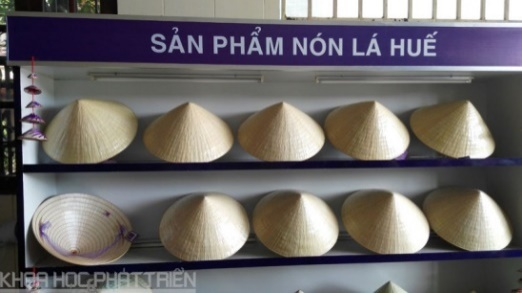 SẢN PHẨM NÓN LÁ HUẾ
KHOA HỌC PHÁT TRIỂN